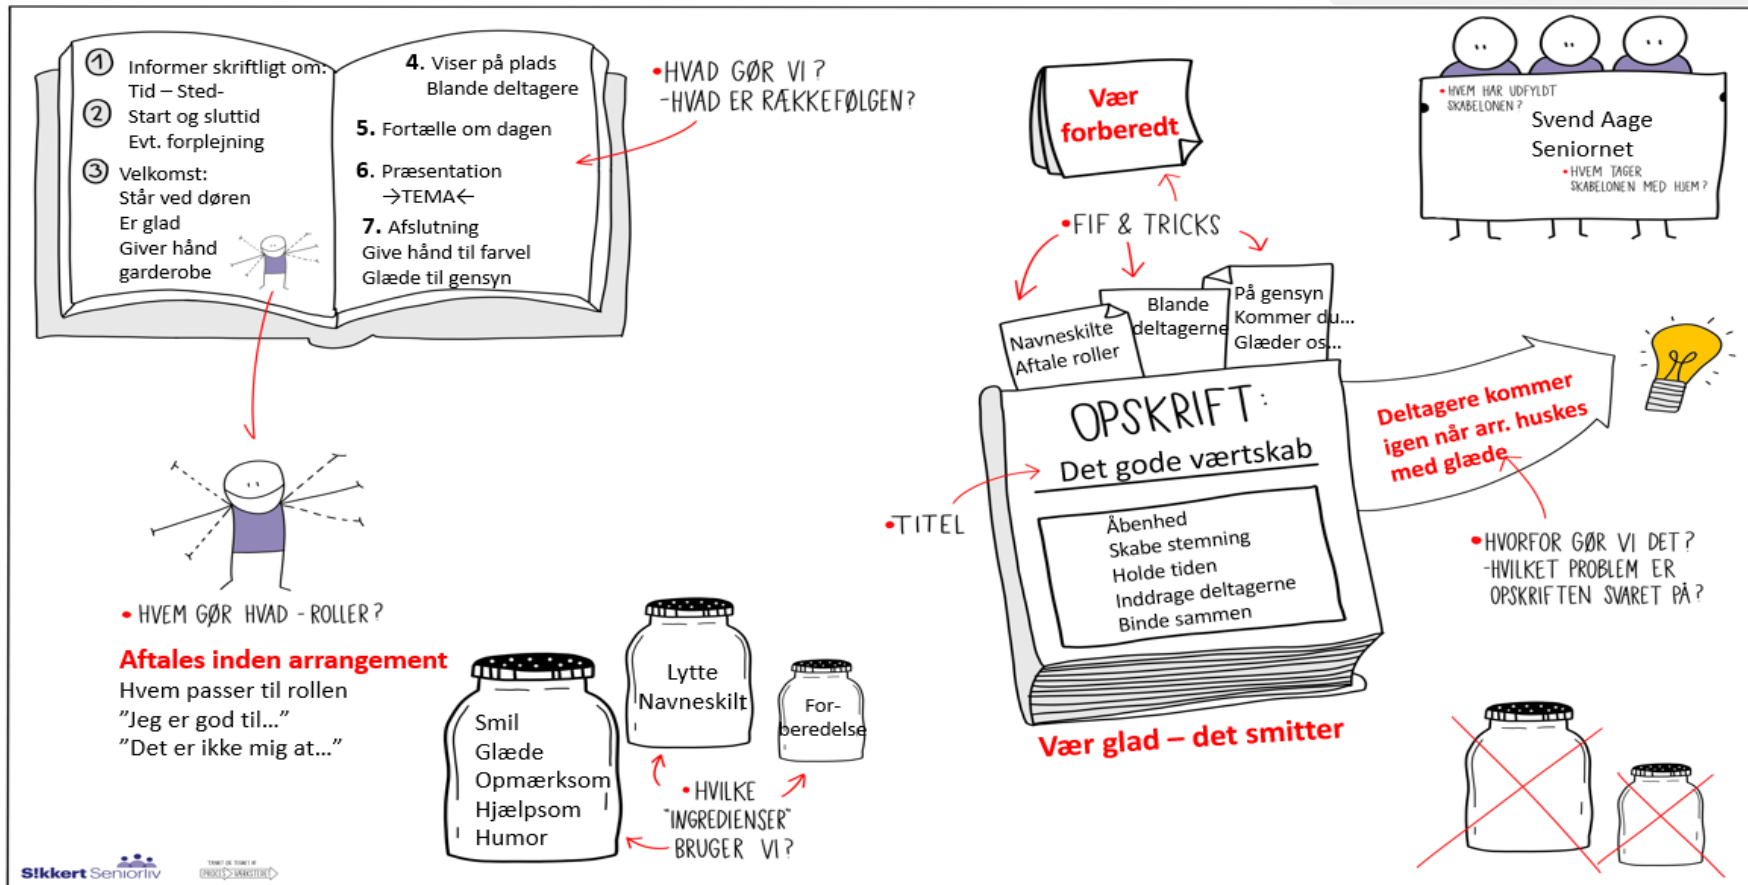 1 Informer skriftligt om:
Tid – Sted-
2 Start og sluttid
Evt. forplejning
3 Velkomst:
Står ved døren
Er glad
Giver hånd
garderobe
4. Viser på plads
Blande deltagere
5. Fortælle om dagen
6. Præsentation
→TEMA←
7. Afslutning
Give hånd til farvel
Glæde til gensyn
•HVAD GØR VI?
-HVAD ER RÆKKEFØLGEN?
Vær
forberedt
•FIF & TRICKS
Navneskilte
Aftale roller
Blande
deltagerne
På gensyn
Kommer du...
Glæder os...
•HVEM HAR UDFYLDT
SKABELONEN?
Svend Aage
Seniornet
•HVEM TAGER
SKABELONEN MED HJEM?
OPSKRIFT:
Det gode værtskab
•TITEL
Åbenhed
Skabe stemning
Holde tiden
Inddrage deltagerne
Binde sammen
Vær glad – det smitter
Deltagere kommer
igen når arr. huskes
med glæde
•HVORFOR GØR VI DET?
-HVILKET PROBLEM ER
OPSKRIFTEN SVARET PÅ?
•HVEM GØR HVAD - ROLLER?
Aftales inden arrangement
Hvem passer til rollen
”Jeg er god til...”
”Det er ikke mig at...”
Smil
Glæde
Opmærksom
Hjælpsom
Humor
Lytte
Navneskilt
For-
beredelse
•HVILKE
"INGREDIENSER"
BRUGER VI?
S!kkert Seniorliv
TÆNKT OG TEGNET AF
PROCES VÆRKSTEDET